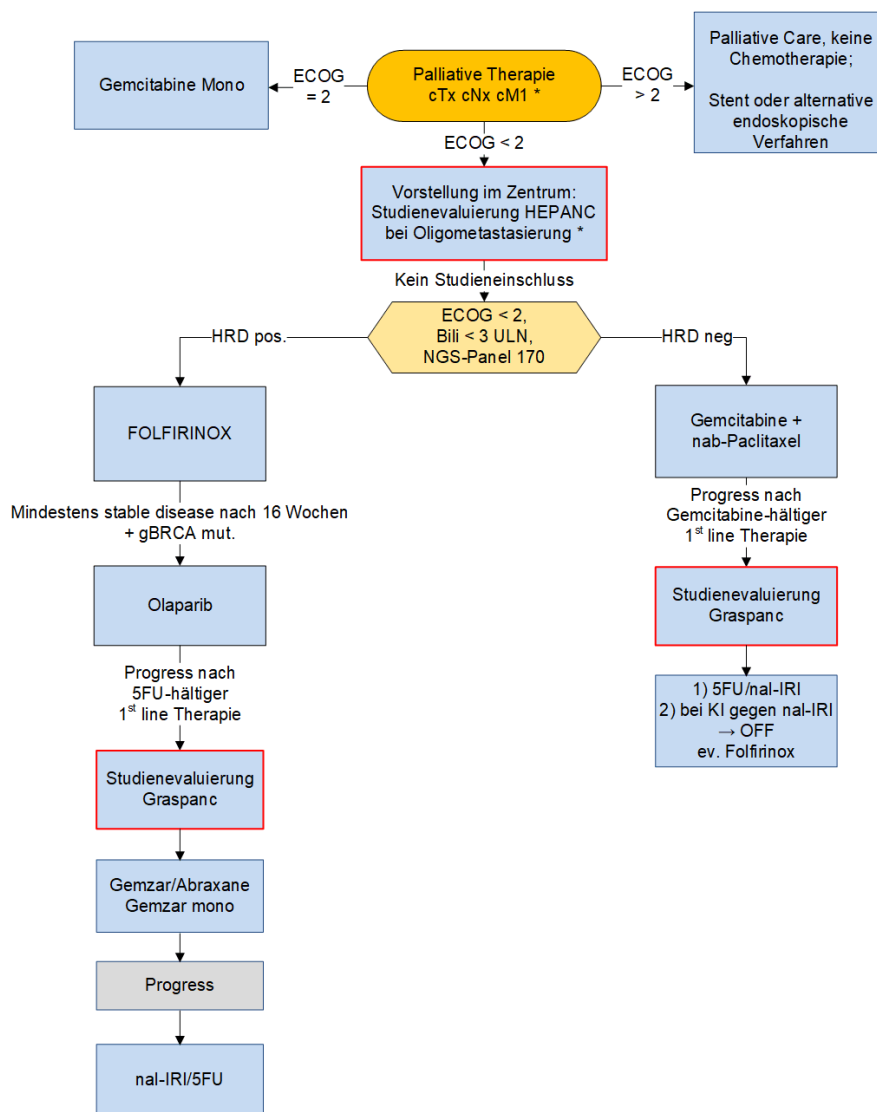 Gemcitabine Mono
ECOG
= 2
Palliative Therapie
cTx cNx cM1 *
ECOG
> 2
Palliative Care, keine
Chemotherapie;
Stent oder alternative
endoskopische
Verfahren
ECOG < 2
Vorstellung im Zentrum:
Studienevaluierung HEPANC
bei Oligometastasierung *
Kein Studieneinschluss
ECOG < 2,
Bili < 3 ULN,
NGS-Panel 170
HRD pos.
HRD neg
FOLFIRINOX
Mindestens stable disease nach 16 Wochen
+ gBRCA mut.
Olaparib
Progress nach
5FU-hältiger
1st line Therapie
Studienevaluierung
Graspanc
Gemzar/Abraxane
Gemzar mono
Progress
nal-IRI/5FU
Gemcitabine +
nab-Paclitaxel
Progress nach
Gemcitabine-hältiger
1st line Therapie
Studienevaluierung
Graspanc
1) 5FU/nal-IRI
2) bei KI gegen nal-IRI
→ OFF
ev. Folfirinox